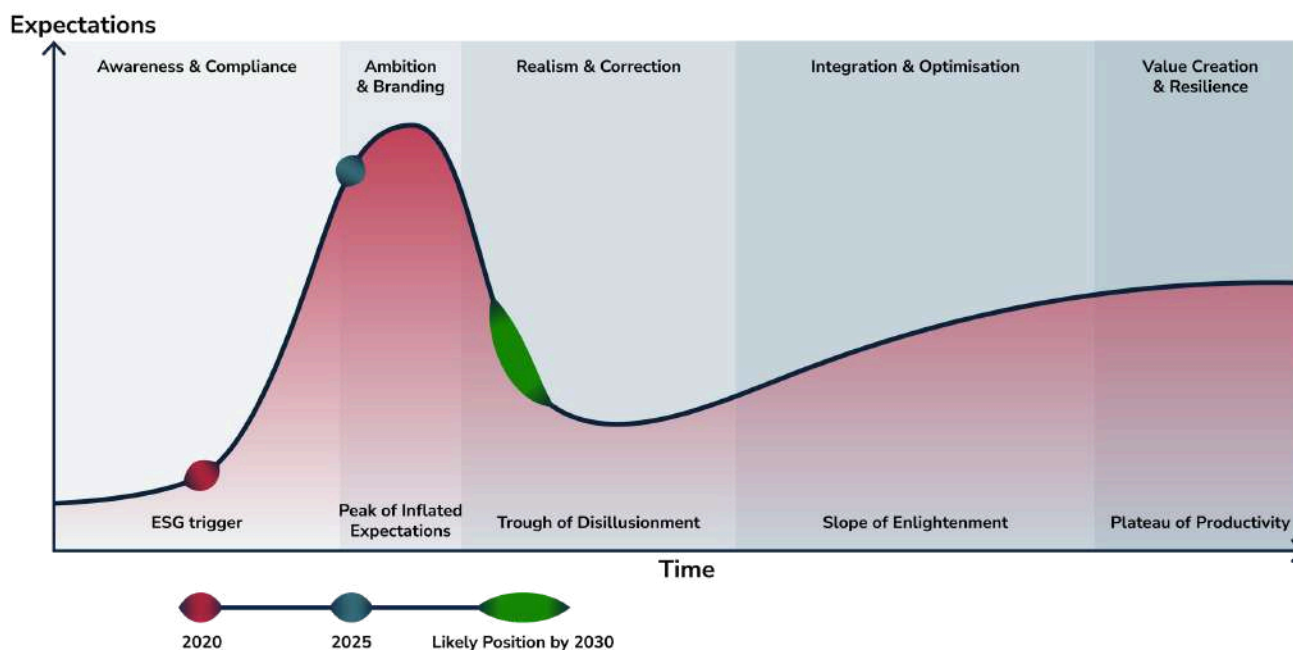 Expectations
Awareness & Compliance
Ambition
& Branding
Realism & Correction
Integration & Optimisation
Value Creation
& Resilience
ESG trigger
Peak of Inflated
Expectations
Trough of Disillusionment
Slope of Enlightenment
Plateau of Productivity
Time
2020
2025
Likely Position by 2030